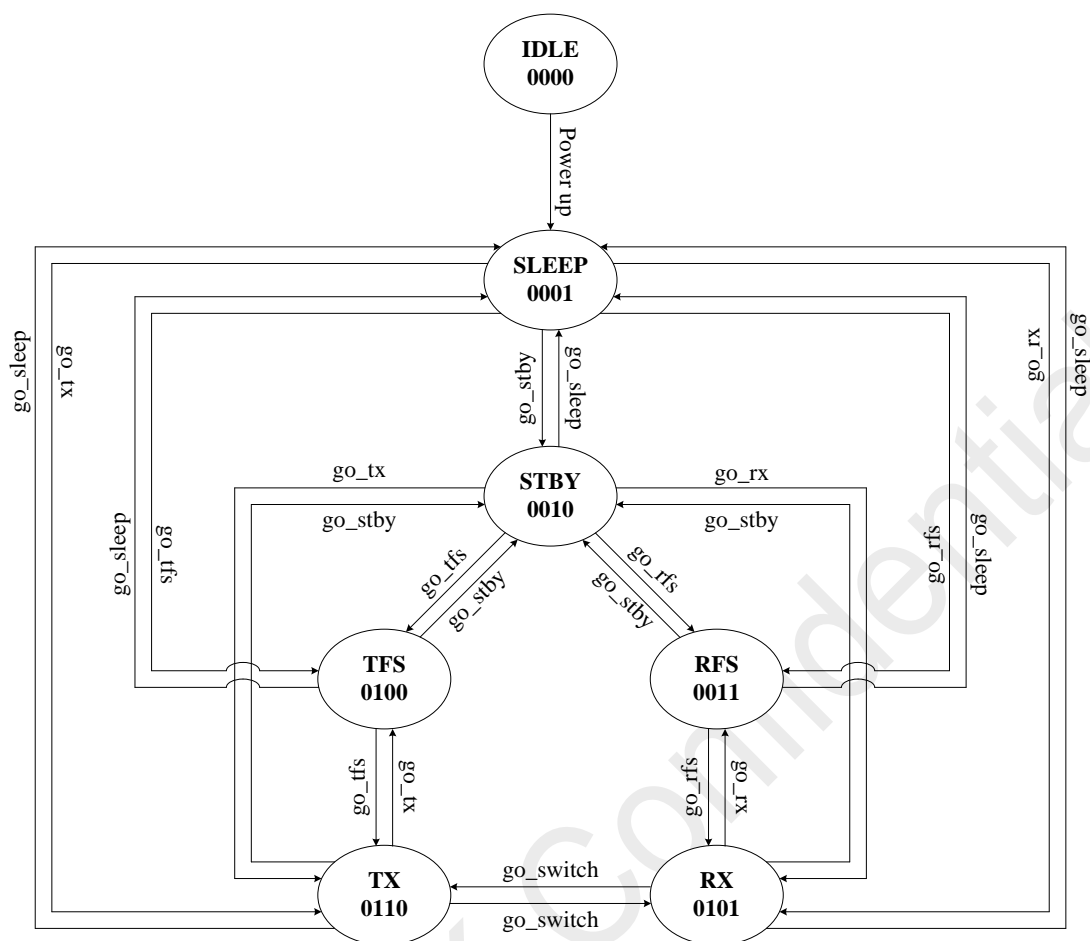 IDLE
0000
Power up
SLEEP
0001
go_sleep
go_tx
go_sleep
go_tfs
go_stby
go_sleep
go_rfs
go_sleep
go_rx
go_sleep
STBY
0010
go_tx
go_stby
go_rx
go_stby
go_tfs
go_stby
go_rfs
go_stby
TFS
0100
RFS
0011
go_tfs
go_tx
go_rfs
go_rx
TX
0110
go_switch
go_switch
RX
0101
Confidential